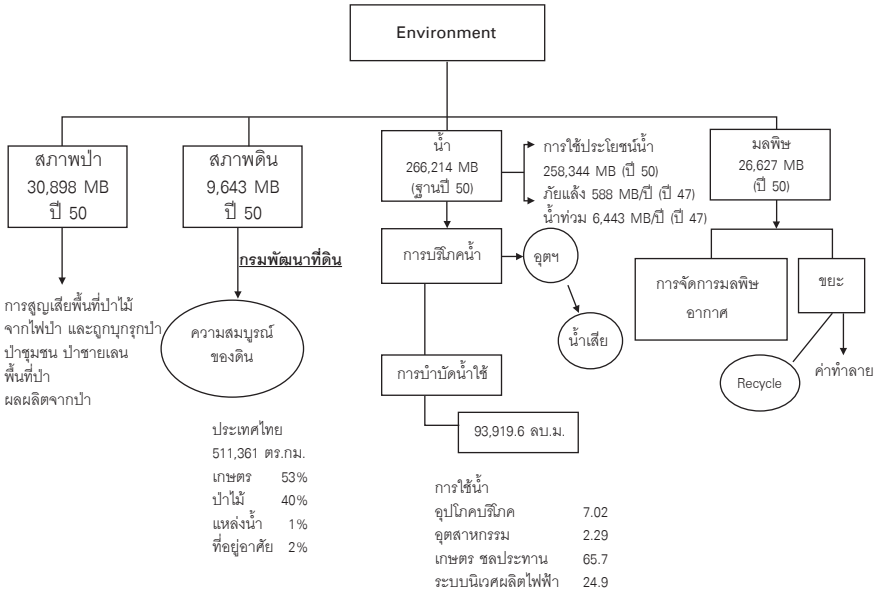 Environment
สภาพป่า
30,898 MB
ปี 50
สภาพดิน
9,643 MB
ปี 50
น้ำ
266,214 MB
(ฐานปี 50)
การใช้ประโยชน์น้ำ
258,344 MB (ปี 50)
ภัยแล้ง 588 MB/ปี (ปี 47)
น้ำท่วม 6,443 MB/ปี (ปี 47)
มลพิษ
26,627 MB
(ปี 50)
การสูญเสียพื้นที่ป่าไม้
จากไฟป่า และถูกบุกรุกป่า
ป่าชุมชน ป่าชายเลน
พื้นที่ป่า
ผลผลิตจากป่า
กรมพัฒนาที่ดิน
ความสมบูรณ์
ของดิน
การบริโภคน้ำ
อุตฯ
น้ำเสีย
การบำบัดน้ำใช้
93,919.6 ลบ.ม.
การจัดการมลพิษ
อากาศ
ขยะ
Recycle
ค่าทำลาย
ประเทศไทย
511,361 ตร.กม.
เกษตร 53%
ป่าไม้ 40%
แหล่งน้ำ 1%
ที่อยู่อาศัย 2%
การใช้น้ำ
อุปโภคบริโภค 7.02
อุตสาหกรรม 2.29
เกษตร ชลประทาน 65.7
ระบบนิเวศผลิตไฟฟ้า 24.9